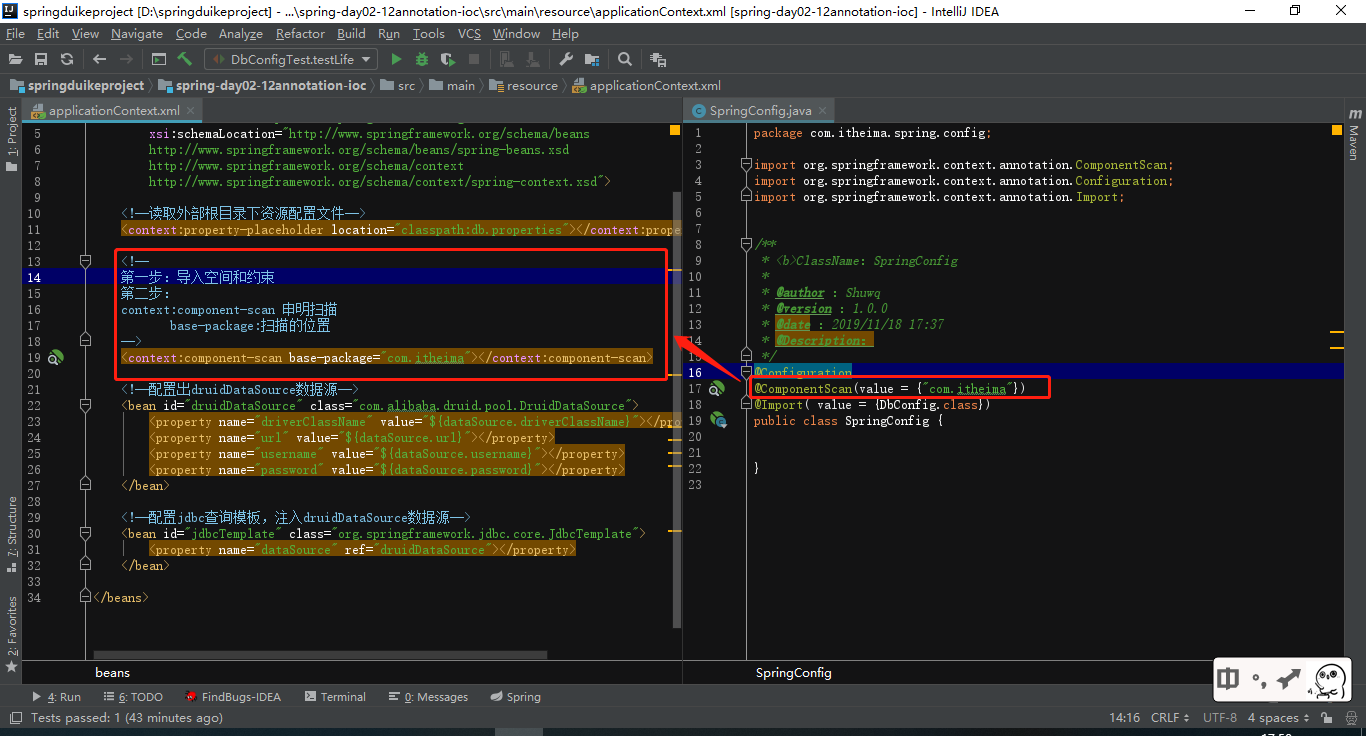 springduikeproject [D:\springduikeproject] - ...\spring-day02-12annotation-ioc\src\main\resource\applicationContext.xml [spring-day02-12annotation-ioc] - IntelliJ IDEA
File Edit View Navigate Code Analyze Refactor Build Run Tools VCS Window Help
DbConfigTest.testLife
springduikeproject spring-day02-12annotation-ioc src main resource applicationContext.xml
1: Project
applicationContext.xml
5 xsi:schemaLocation="http://www.springframework.org/schema/beans
6 http://www.springframework.org/schema/beans/spring-beans.xsd
7 http://www.springframework.org/schema/context
8 http://www.springframework.org/schema/context/spring-context.xsd">
9
10 <!--读取外部根目录下资源配置文件-->
11 <context:property-placeholder location="classpath:db.properties"></context:prope
12
13 <!--
14 第一步：导入空间和约束
15 第二步：
16 context:component-scan 申明扫描
17 base-package:扫描的位置
18 -->
19 <context:component-scan base-package="com.itheima"></context:component-scan>
20
21 <!--配置出druidDataSource数据源-->
22 <bean id="druidDataSource" class="com.alibaba.druid.pool.DruidDataSource">
23 <property name="driverClassName" value="${dataSource.driverClassName}"></pro
24 <property name="url" value="${dataSource.url}"></property>
25 <property name="username" value="${dataSource.username}"></property>
26 <property name="password" value="${dataSource.password}"></property>
27 </bean>
28
29 <!--配置jdbc查询模板，注入druidDataSource数据源-->
30 <bean id="jdbcTemplate" class="org.springframework.jdbc.core.JdbcTemplate">
31 <property name="dataSource" ref="druidDataSource"></property>
32 </bean>
33
34 </beans>
beans
SpringConfig.java
1 package com.itheima.spring.config;
2
3 import org.springframework.context.annotation.ComponentScan;
4 import org.springframework.context.annotation.Configuration;
5 import org.springframework.context.annotation.Import;
6
7
8 /**
9 * <b>ClassName: SpringConfig
10 *
11 * @author : Shuwq
12 * @version : 1.0.0
13 * @date : 2019/11/18 17:37
14 * @Description:
15 */
16 @Configuration
17 @ComponentScan(value = {"com.itheima"})
18 @Import( value = {DbConfig.class})
19 public class SpringConfig {
20
21
22 }
23
SpringConfig
m Maven
7: Structure
2: Favorites
中 °,
4: Run 6: TODO FindBugs-IDEA Terminal 0: Messages Spring
Tests passed: 1 (43 minutes ago)
14:16 CRLF UTF-8 4 spaces